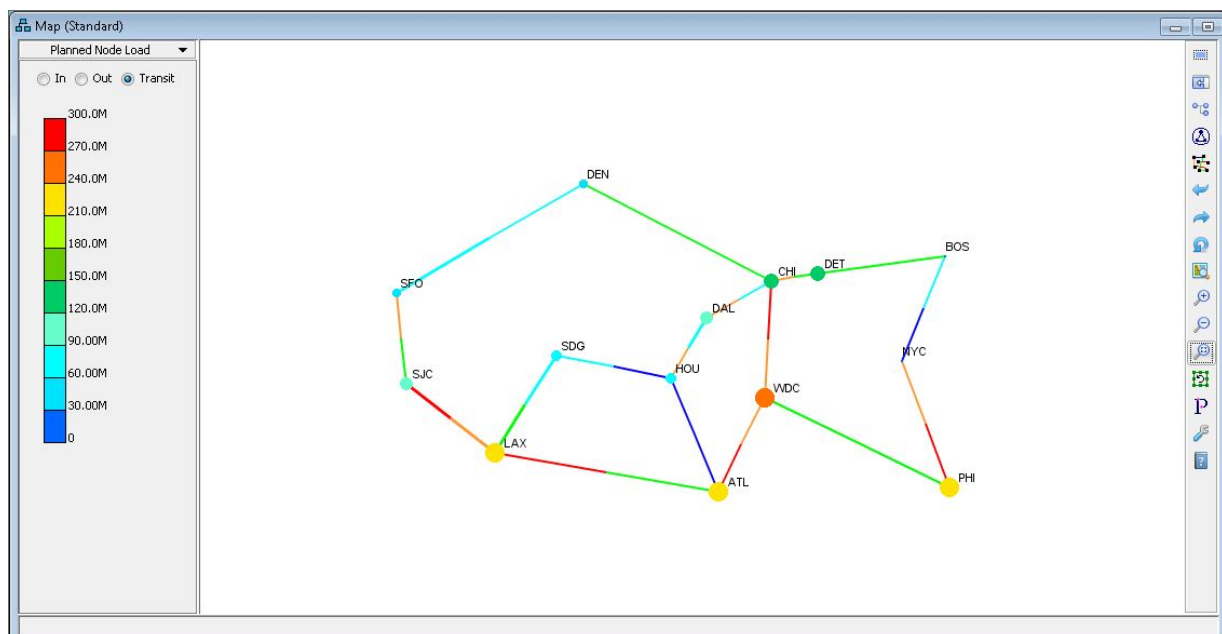 Map (Standard)
Planned Node Load
In Out Transit
300.0M
270.0M
240.0M
210.0M
180.0M
150.0M
120.0M
90.00M
60.00M
30.00M
0
DEN
BOS
DET
CHI
SFO
DAL
SDG
NYC
HOU
SJC
WDC
LAX
PHI
ATL
P
?